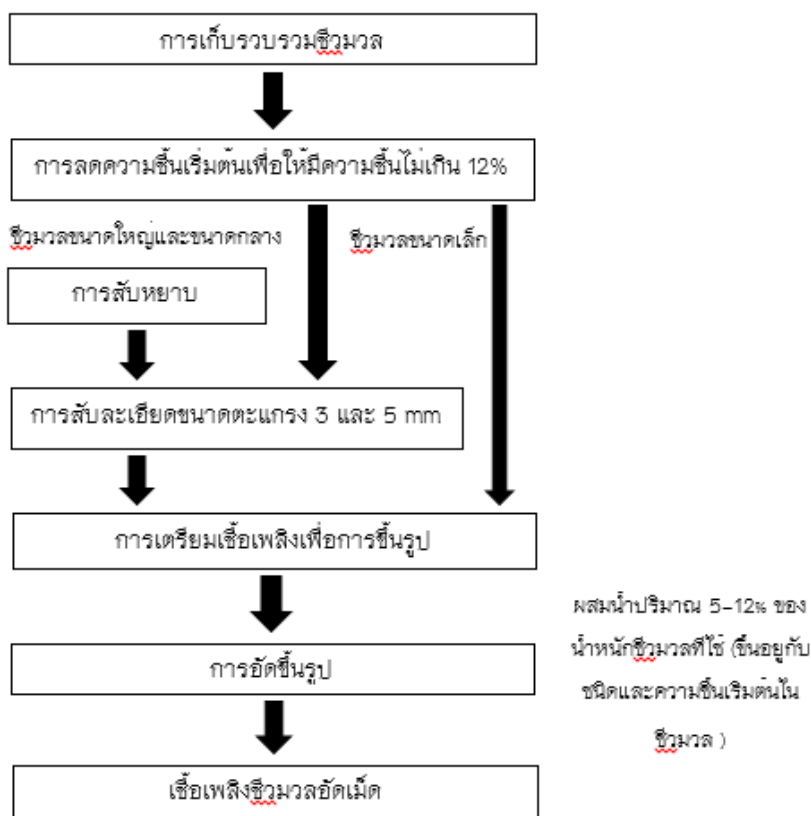 การเก็บรวบรวมชีวมวล
การลดความชื้นเริ่มต้นเพื่อให้มีความชื้นไม่เกิน 12%
ชีวมวลขนาดใหญ่และขนาดกลาง
ชีวมวลขนาดเล็ก
การสับหยาบ
การสับละเอียดขนาดตะแกรง 3 และ 5 mm
การเตรียมเชื้อเพลิงเพื่อการขึ้นรูป
ผสมน้ำปริมาณ 5-12% ของ
น้ำหนักชีวมวลที่ใช้ (ขึ้นอยู่กับ
ชนิดและความชื้นเริ่มต้นใน
ชีวมวล )
การอัดขึ้นรูป
เชื้อเพลิงชีวมวลอัดเม็ด